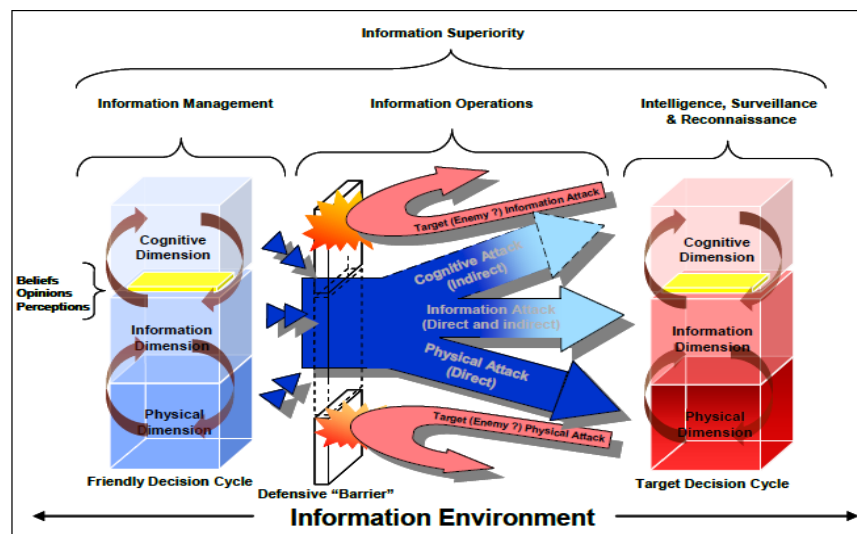 Information Superiority
Information Management
Information Operations
Intelligence, Surveillance
& Reconnaissance
Cognitive
Dimension
Beliefs
Opinions
Perceptions
Information
Dimension
Physical
Dimension
Friendly Decision Cycle
Target (Enemy ?) Information Attack
Cognitive Attack
(Indirect)
Information Attack
(Direct and indirect)
Physical Attack
(Direct)
Target (Enemy ?) Physical Attack
Defensive “Barrier”
Cognitive
Dimension
Information
Dimension
Physical
Dimension
Target Decision Cycle
Information Environment